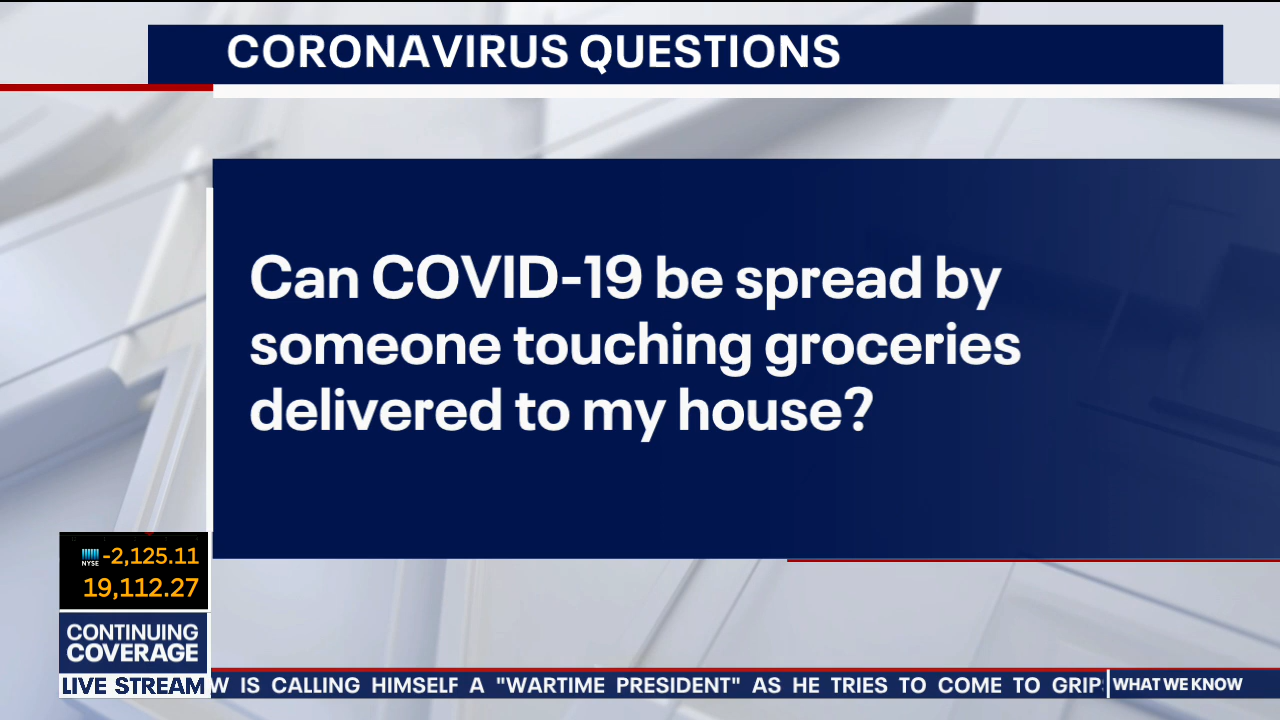 CORONAVIRUS QUESTIONS
Can COVID-19 be spread by
someone touching groceries
delivered to my house?
NYSE -2,125.11
19,112.27
CONTINUING
COVERAGE
LIVE STREAM
W IS CALLING HIMSELF A "WARTIME PRESIDENT" AS HE TRIES TO COME TO GRIP
WHAT WE KNOW